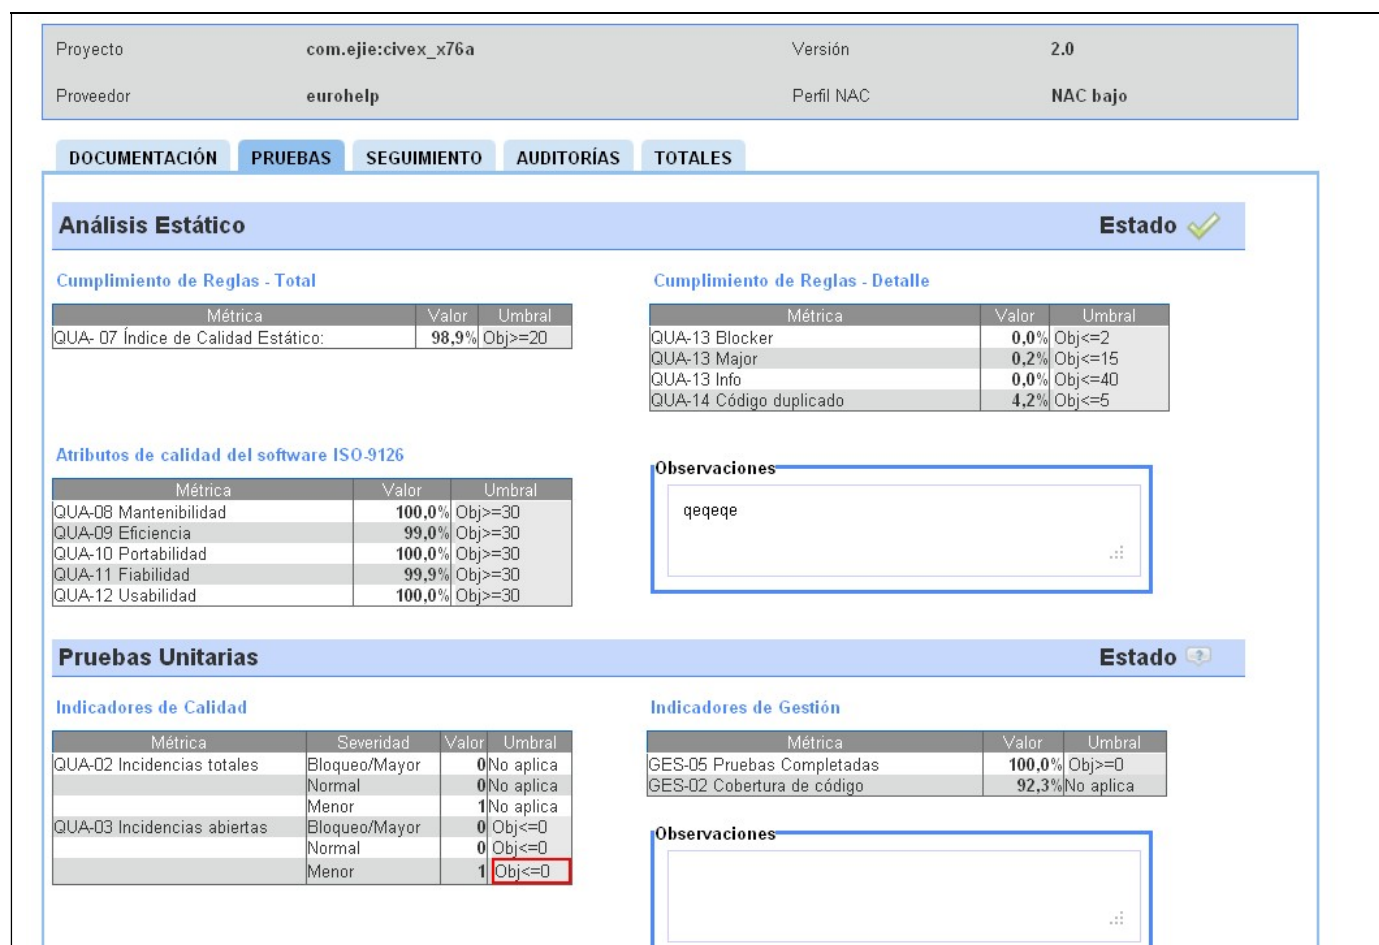 Proyecto com.ejie:civex_x76a Versión 2.0
Proveedor eurohelp Perfil NAC NAC bajo
DOCUMENTACIÓN PRUEBAS SEGUIMIENTO AUDITORÍAS TOTALES
Análisis Estático Estado
Cumplimiento de Reglas - Total
Métrica Valor Umbral
QUA- 07 Índice de Calidad Estático: 98,9% Obj>=20
Cumplimiento de Reglas - Detalle
Métrica Valor Umbral
QUA-13 Blocker 0,0% Obj<=2
QUA-13 Major 0,2% Obj<=15
QUA-13 Info 0,0% Obj<=40
QUA-14 Código duplicado 4,2% Obj<=5
Atributos de calidad del software ISO-9126
Métrica Valor Umbral
QUA-08 Mantenibilidad 100,0% Obj>=30
QUA-09 Eficiencia 99,0% Obj>=30
QUA-10 Portabilidad 100,0% Obj>=30
QUA-11 Fiabilidad 99,9% Obj>=30
QUA-12 Usabilidad 100,0% Obj>=30
Observaciones
qeqeqe
Pruebas Unitarias Estado
Indicadores de Calidad
Métrica Severidad Valor Umbral
QUA-02 Incidencias totales Bloqueo/Mayor 0 No aplica
Normal 0 No aplica
Menor 1 No aplica
QUA-03 Incidencias abiertas Bloqueo/Mayor 0 Obj<=0
Normal 0 Obj<=0
Menor 1 Obj<=0
Indicadores de Gestión
Métrica Valor Umbral
GES-05 Pruebas Completadas 100,0% Obj>=0
GES-02 Cobertura de código 92,3% No aplica
Observaciones